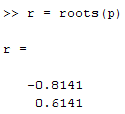 >> r = roots(p)
r =
-0.8141
0.6141